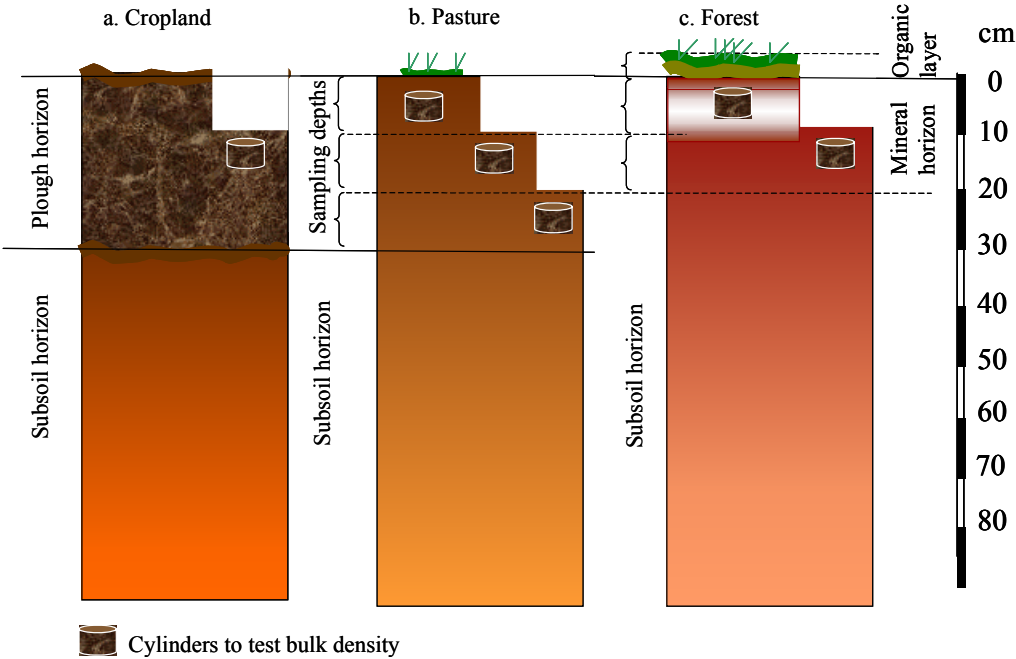 a. Cropland
b. Pasture
c. Forest
Organic
layer
cm
Plough horizon
Sampling depths
Mineral
horizon
Subsoil horizon
Subsoil horizon
Subsoil horizon
0
10
20
30
40
50
60
70
80
Cylinders to test bulk density